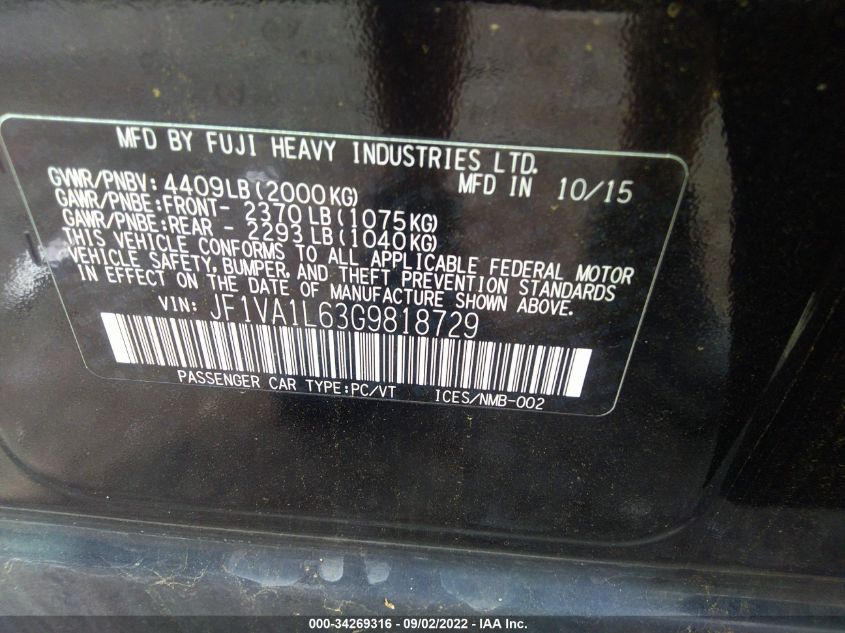 MFD BY FUJI HEAVY INDUSTRIES LTD.
GVWR/PNBV: 4409LB(2000KG) MFD IN 10/15
GAWR/PNBE:FRONT- 2370LB(1075KG)
GAWR/PNBE:REAR - 2293LB(1040KG)
THIS VEHICLE CONFORMS TO ALL APPLICABLE FEDERAL MOTOR
VEHICLE SAFETY, BUMPER, AND THEFT PREVENTION STANDARDS
IN EFFECT ON THE DATE OF MANUFACTURE SHOWN ABOVE.
VIN: JF1VA1L63G9818729
PASSENGER CAR TYPE:PC/VT ICES/NMB-002
000-34269316 - 09/02/2022 - IAA Inc.